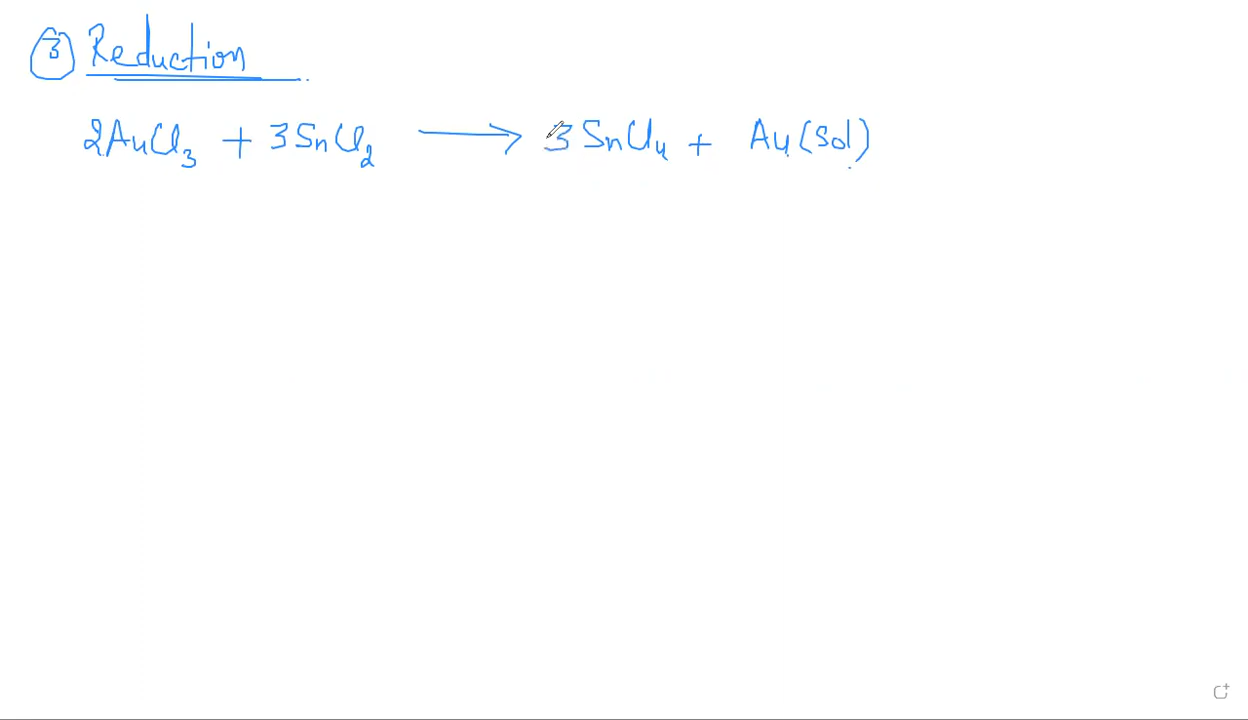 ③ Reduction
2AuCl₃ + 3SnCl₂ ⟶ 3SnCl₄ + Au(Sol)